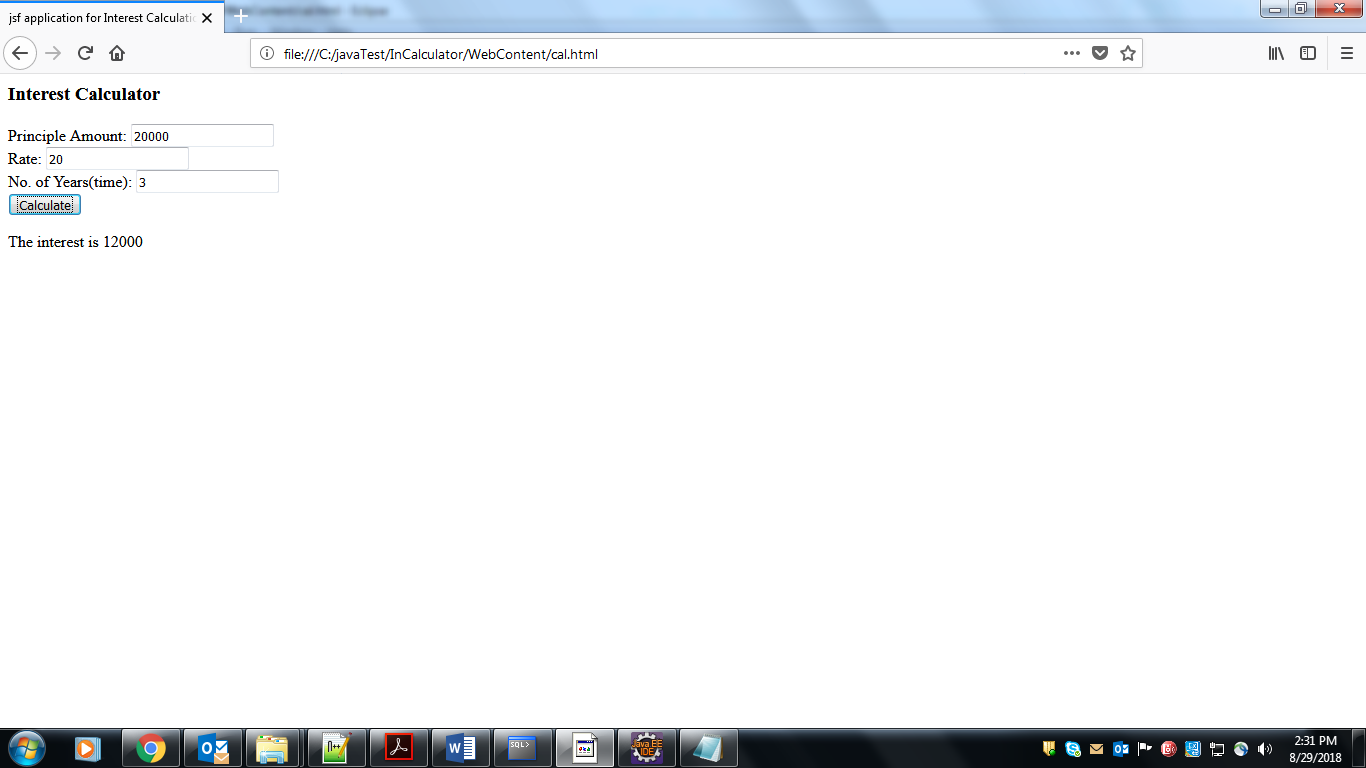 jsf application for Interest Calculati
file:///C:/javaTest/InCalculator/WebContent/cal.html
Interest Calculator
Principle Amount: 20000
Rate: 20
No. of Years(time): 3
Calculate
The interest is 12000
SQL>
Java EE
IDE
2:31 PM
8/29/2018